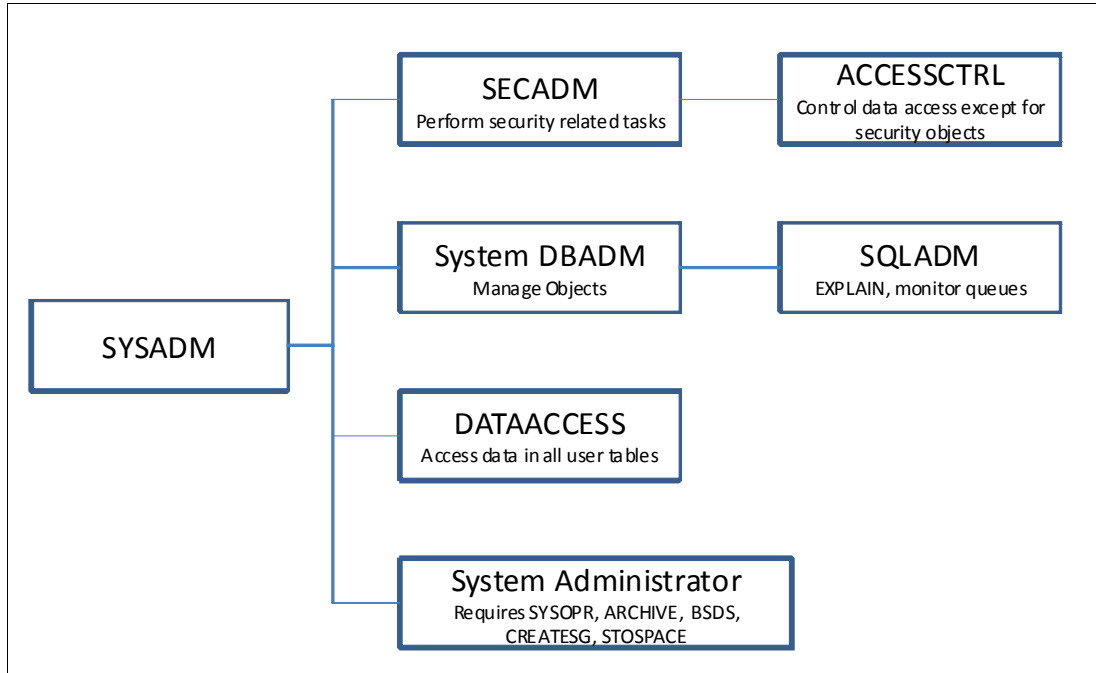 SECADM
Perform security related tasks
ACCESSCTRL
Control data access except for
security objects
System DBADM
Manage Objects
SQLADM
EXPLAIN, monitor queues
SYSADM
DATAACCESS
Access data in all user tables
System Administrator
Requires SYSOPR, ARCHIVE, BSDS,
CREATESG, STOSPACE